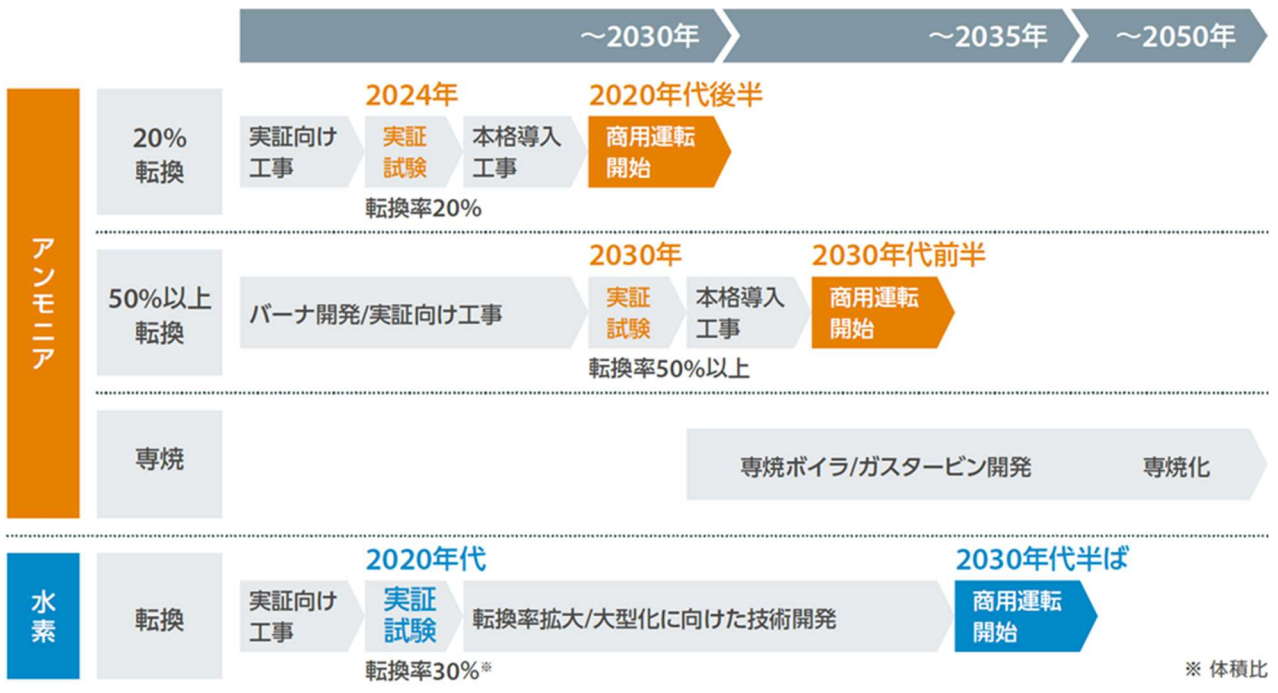 ～2030年
～2035年
～2050年
アンモニア
20%
転換
2024年
2020年代後半
実証向け
工事
実証
試験
本格導入
工事
商用運転
開始
転換率20%
50%以上
転換
2030年
2030年代前半
バーナ開発/実証向け工事
実証
試験
本格導入
工事
商用運転
開始
転換率50%以上
専焼
専焼ボイラ/ガスタービン開発
専焼化
水素
転換
2020年代
2030年代半ば
実証向け
工事
実証
試験
転換率拡大/大型化に向けた技術開発
商用運転
開始
転換率30%※
※ 体積比